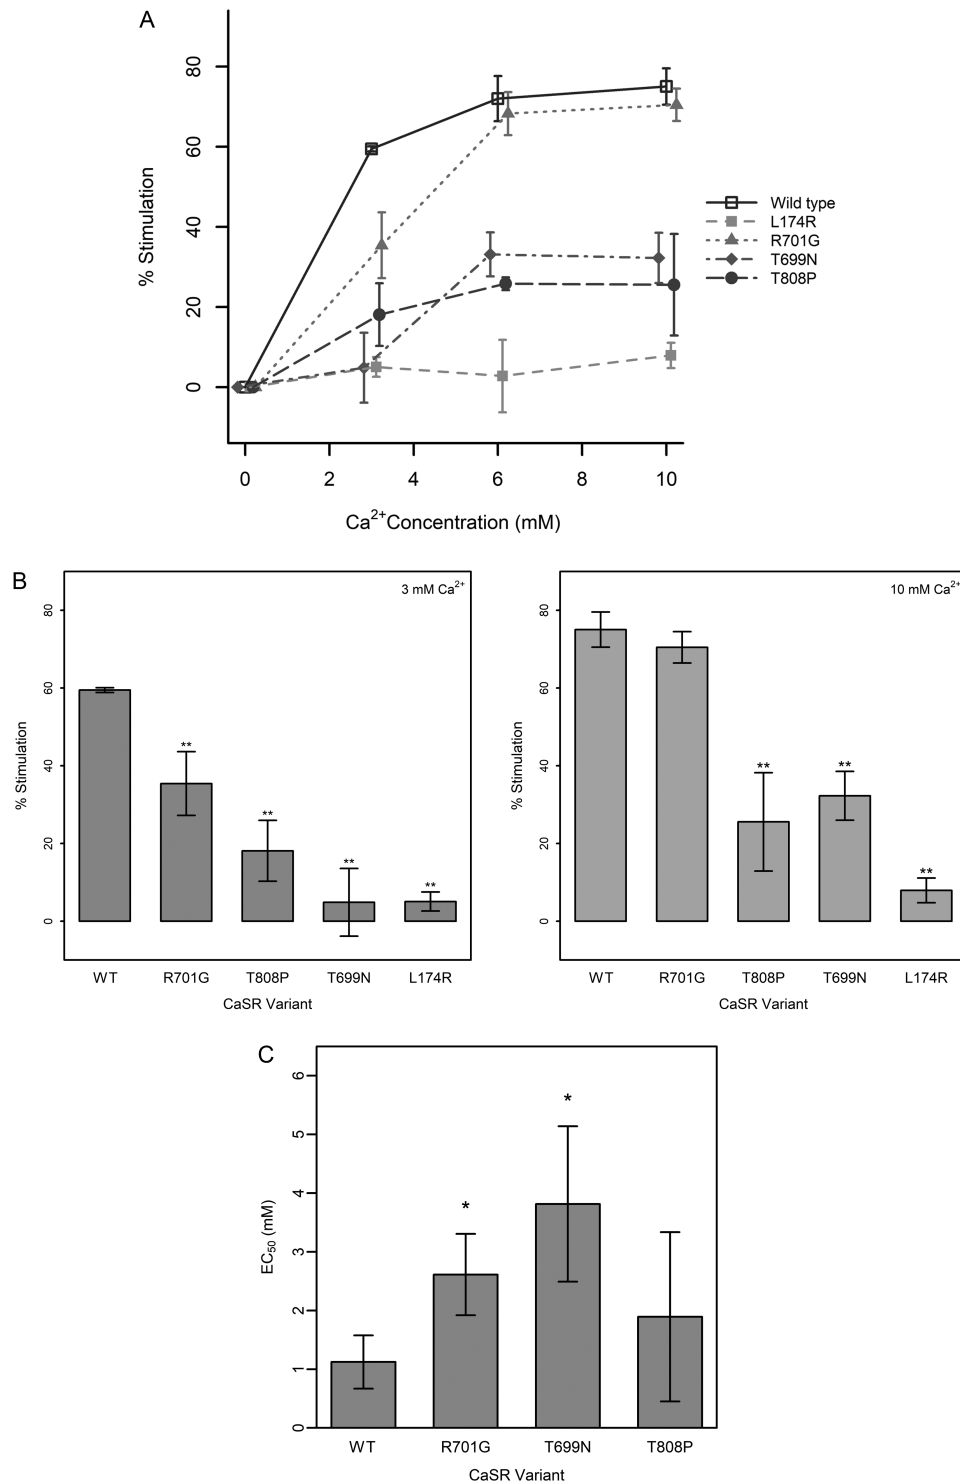 A
% Stimulation
80
60
40
20
0
0 2 4 6 8 10
Ca²⁺Concentration (mM)
Wild type
L174R
R701G
T699N
T808P
B
3 mM Ca²⁺
% Stimulation
80
60
40
20
0
**
**
**
**
WT R701G T808P T699N L174R
CaSR Variant
10 mM Ca²⁺
% Stimulation
80
60
40
20
0
**
**
**
WT R701G T808P T699N L174R
CaSR Variant
C
EC₅₀ (mM)
6
5
4
3
2
1
0
*
*
WT R701G T699N T808P
CaSR Variant